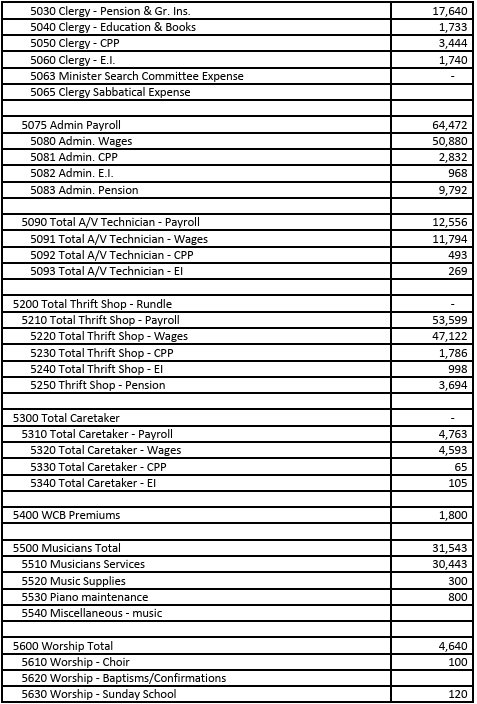 5030 Clergy - Pension & Gr. Ins. 17,640
5040 Clergy - Education & Books 1,733
5050 Clergy - CPP 3,444
5060 Clergy - E.I. 1,740
5063 Minister Search Committee Expense -
5065 Clergy Sabbatical Expense
5075 Admin Payroll 64,472
5080 Admin. Wages 50,880
5081 Admin. CPP 2,832
5082 Admin. E.I. 968
5083 Admin. Pension 9,792
5090 Total A/V Technician - Payroll 12,556
5091 Total A/V Technician - Wages 11,794
5092 Total A/V Technician - CPP 493
5093 Total A/V Technician - EI 269
5200 Total Thrift Shop - Rundle -
5210 Total Thrift Shop - Payroll 53,599
5220 Total Thrift Shop - Wages 47,122
5230 Total Thrift Shop - CPP 1,786
5240 Total Thrift Shop - EI 998
5250 Thrift Shop - Pension 3,694
5300 Total Caretaker -
5310 Total Caretaker - Payroll 4,763
5320 Total Caretaker - Wages 4,593
5330 Total Caretaker - CPP 65
5340 Total Caretaker - EI 105
5400 WCB Premiums 1,800
5500 Musicians Total 31,543
5510 Musicians Services 30,443
5520 Music Supplies 300
5530 Piano maintenance 800
5540 Miscellaneous - music
5600 Worship Total 4,640
5610 Worship - Choir 100
5620 Worship - Baptisms/Confirmations
5630 Worship - Sunday School 120